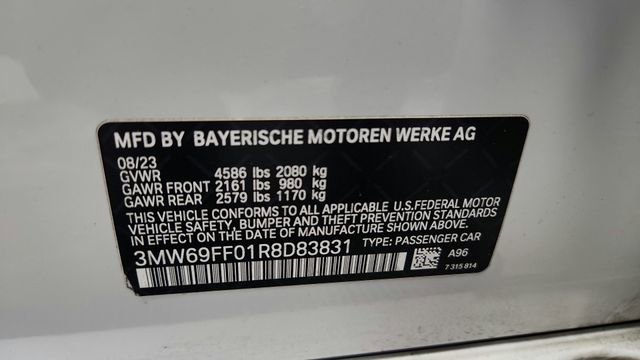 MFD BY BAYERISCHE MOTOREN WERKE AG
08/23
GVWR 4586 lbs 2080 kg
GAWR FRONT 2161 lbs 980 kg
GAWR REAR 2579 lbs 1170 kg
THIS VEHICLE CONFORMS TO ALL APPLICABLE U.S.FEDERAL MOTOR
VEHICLE SAFETY, BUMPER, AND THEFT PREVENTION
STANDARDS IN EFFECT ON THE DATE OF MANUFACTURE SHOWN ABOVE.
3MW69FF01R8D83831 TYPE: PASSENGER CAR
A96
7 315 814